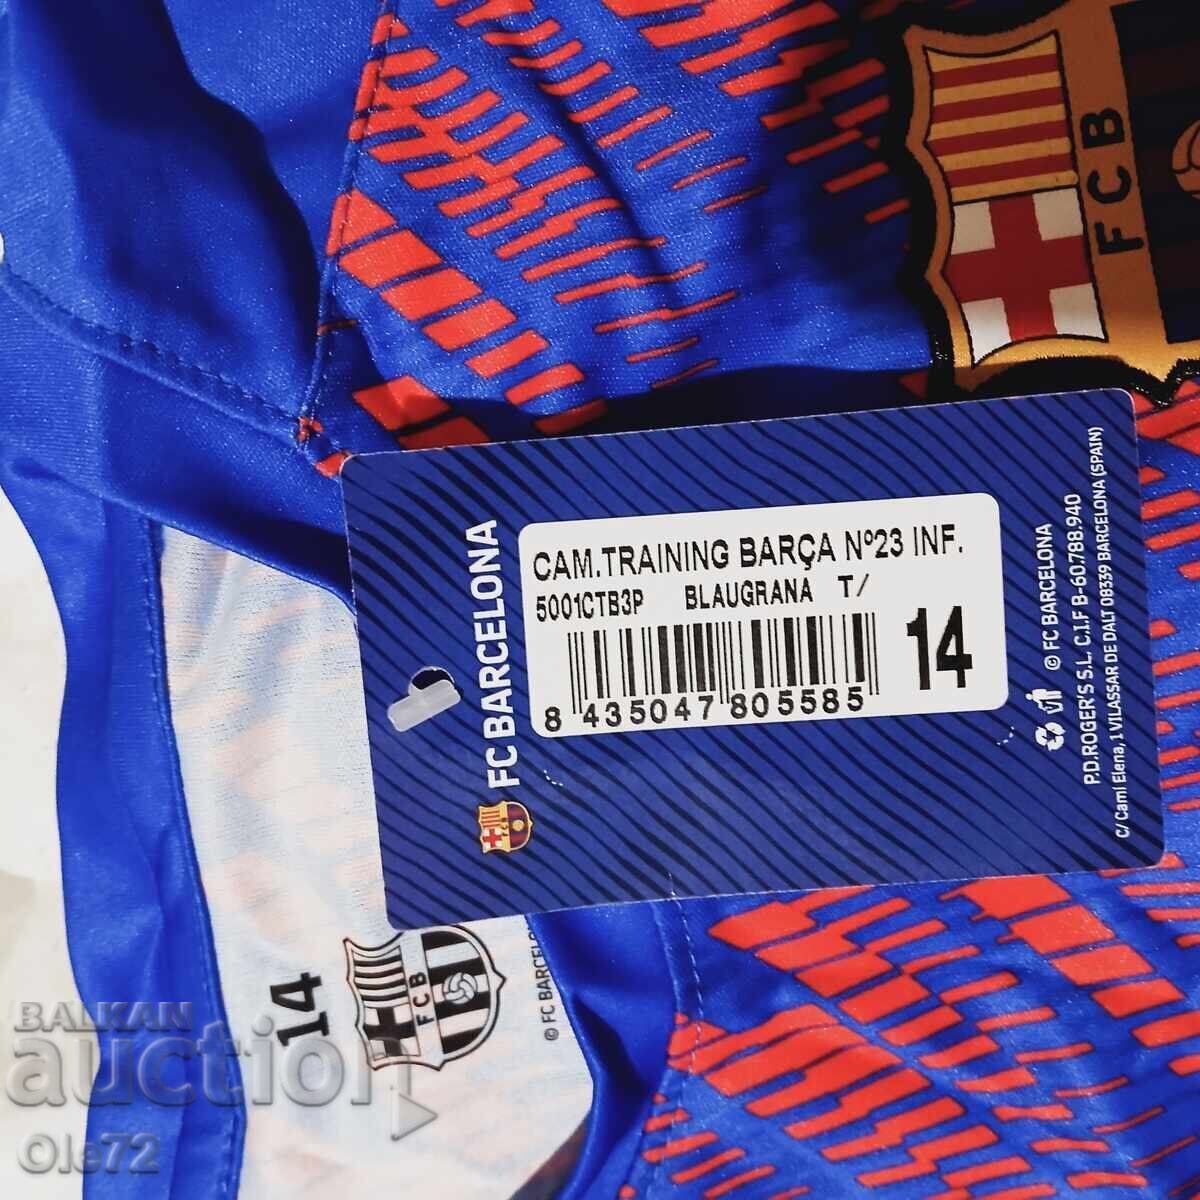 FCB
FC BARCELONA
CAM.TRAINING BARÇA Nº23 INF.
5001CTB3P BLAUGRANA T/
14
8 435047 805585
© FC BARCELONA
P.D.ROGER'S S.L. C.I.F B-60.788.940
C/ Camí Elena, 1 VILASSAR DE DALT 08339 BARCELONA (SPAIN)
14
FCB
© FC BARCELON
BALKAN
auction
Ole72